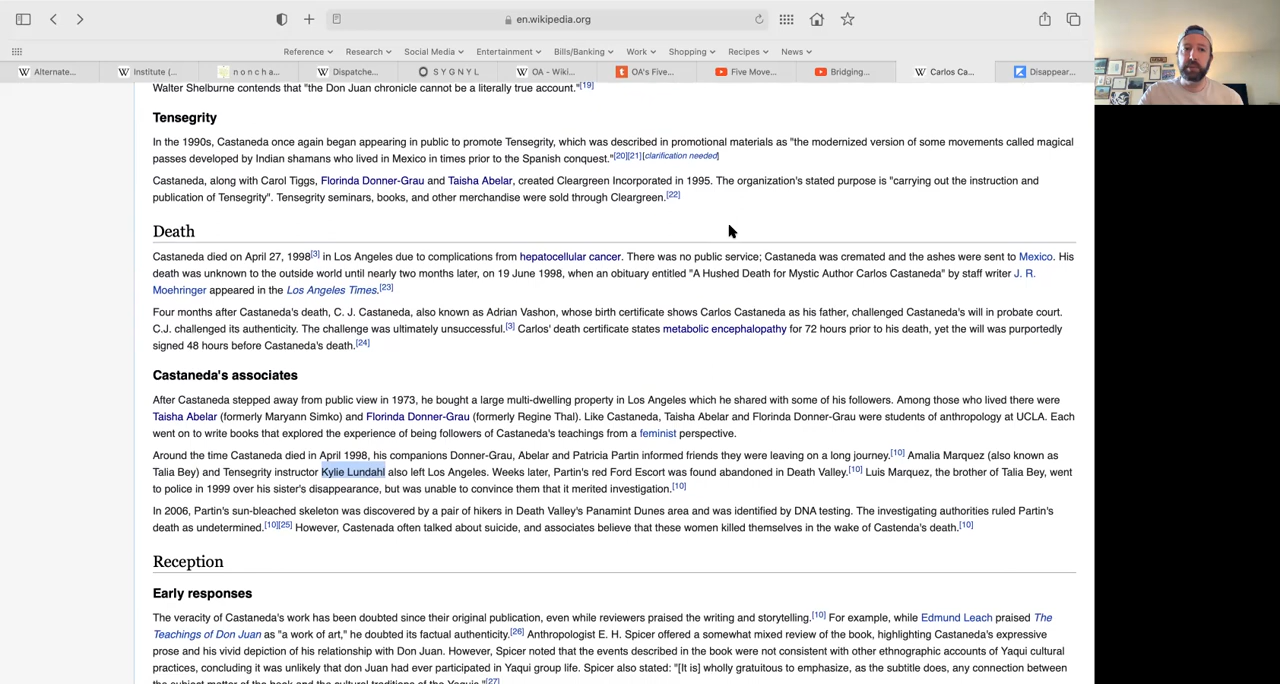 en.wikipedia.org
Reference Research Social Media Entertainment Bills/Banking Work Shopping Recipes News
Alternate... Institute (... n o n c h a... Dispatche... S Y G N Y L OA - Wiki... OA's Five... Five Move... Bridging... Carlos Ca... Disappear...
Walter Shelburne contends that "the Don Juan chronicle cannot be a literally true account."[19]
Tensegrity
In the 1990s, Castaneda once again began appearing in public to promote Tensegrity, which was described in promotional materials as "the modernized version of some movements called magical
passes developed by Indian shamans who lived in Mexico in times prior to the Spanish conquest."[20][21][clarification needed]
Castaneda, along with Carol Tiggs, Florinda Donner-Grau and Taisha Abelar, created Cleargreen Incorporated in 1995. The organization's stated purpose is "carrying out the instruction and
publication of Tensegrity". Tensegrity seminars, books, and other merchandise were sold through Cleargreen.[22]
Death
Castaneda died on April 27, 1998[3] in Los Angeles due to complications from hepatocellular cancer. There was no public service; Castaneda was cremated and the ashes were sent to Mexico. His
death was unknown to the outside world until nearly two months later, on 19 June 1998, when an obituary entitled "A Hushed Death for Mystic Author Carlos Castaneda" by staff writer J. R.
Moehringer appeared in the Los Angeles Times.[23]
Four months after Castaneda's death, C. J. Castaneda, also known as Adrian Vashon, whose birth certificate shows Carlos Castaneda as his father, challenged Castaneda's will in probate court.
C.J. challenged its authenticity. The challenge was ultimately unsuccessful.[3] Carlos' death certificate states metabolic encephalopathy for 72 hours prior to his death, yet the will was purportedly
signed 48 hours before Castaneda's death.[24]
Castaneda's associates
After Castaneda stepped away from public view in 1973, he bought a large multi-dwelling property in Los Angeles which he shared with some of his followers. Among those who lived there were
Taisha Abelar (formerly Maryann Simko) and Florinda Donner-Grau (formerly Regine Thal). Like Castaneda, Taisha Abelar and Florinda Donner-Grau were students of anthropology at UCLA. Each
went on to write books that explored the experience of being followers of Castaneda's teachings from a feminist perspective.
Around the time Castaneda died in April 1998, his companions Donner-Grau, Abelar and Patricia Partin informed friends they were leaving on a long journey.[10] Amalia Marquez (also known as
Talia Bey) and Tensegrity instructor Kylie Lundahl also left Los Angeles. Weeks later, Partin's red Ford Escort was found abandoned in Death Valley.[10] Luis Marquez, the brother of Talia Bey, went
to police in 1999 over his sister's disappearance, but was unable to convince them that it merited investigation.[10]
In 2006, Partin's sun-bleached skeleton was discovered by a pair of hikers in Death Valley's Panamint Dunes area and was identified by DNA testing. The investigating authorities ruled Partin's
death as undetermined.[10][25] However, Castenada often talked about suicide, and associates believe that these women killed themselves in the wake of Castenda's death.[10]
Reception
Early responses
The veracity of Castaneda's work has been doubted since their original publication, even while reviewers praised the writing and storytelling.[10] For example, while Edmund Leach praised The
Teachings of Don Juan as "a work of art," he doubted its factual authenticity.[26] Anthropologist E. H. Spicer offered a somewhat mixed review of the book, highlighting Castaneda's expressive
prose and his vivid depiction of his relationship with Don Juan. However, Spicer noted that the events described in the book were not consistent with other ethnographic accounts of Yaqui cultural
practices, concluding it was unlikely that don Juan had ever participated in Yaqui group life. Spicer also stated: "[It is] wholly gratuitous to emphasize, as the subtitle does, any connection between
the subject matter of the book and the cultural traditions of the Yaquis."[27]